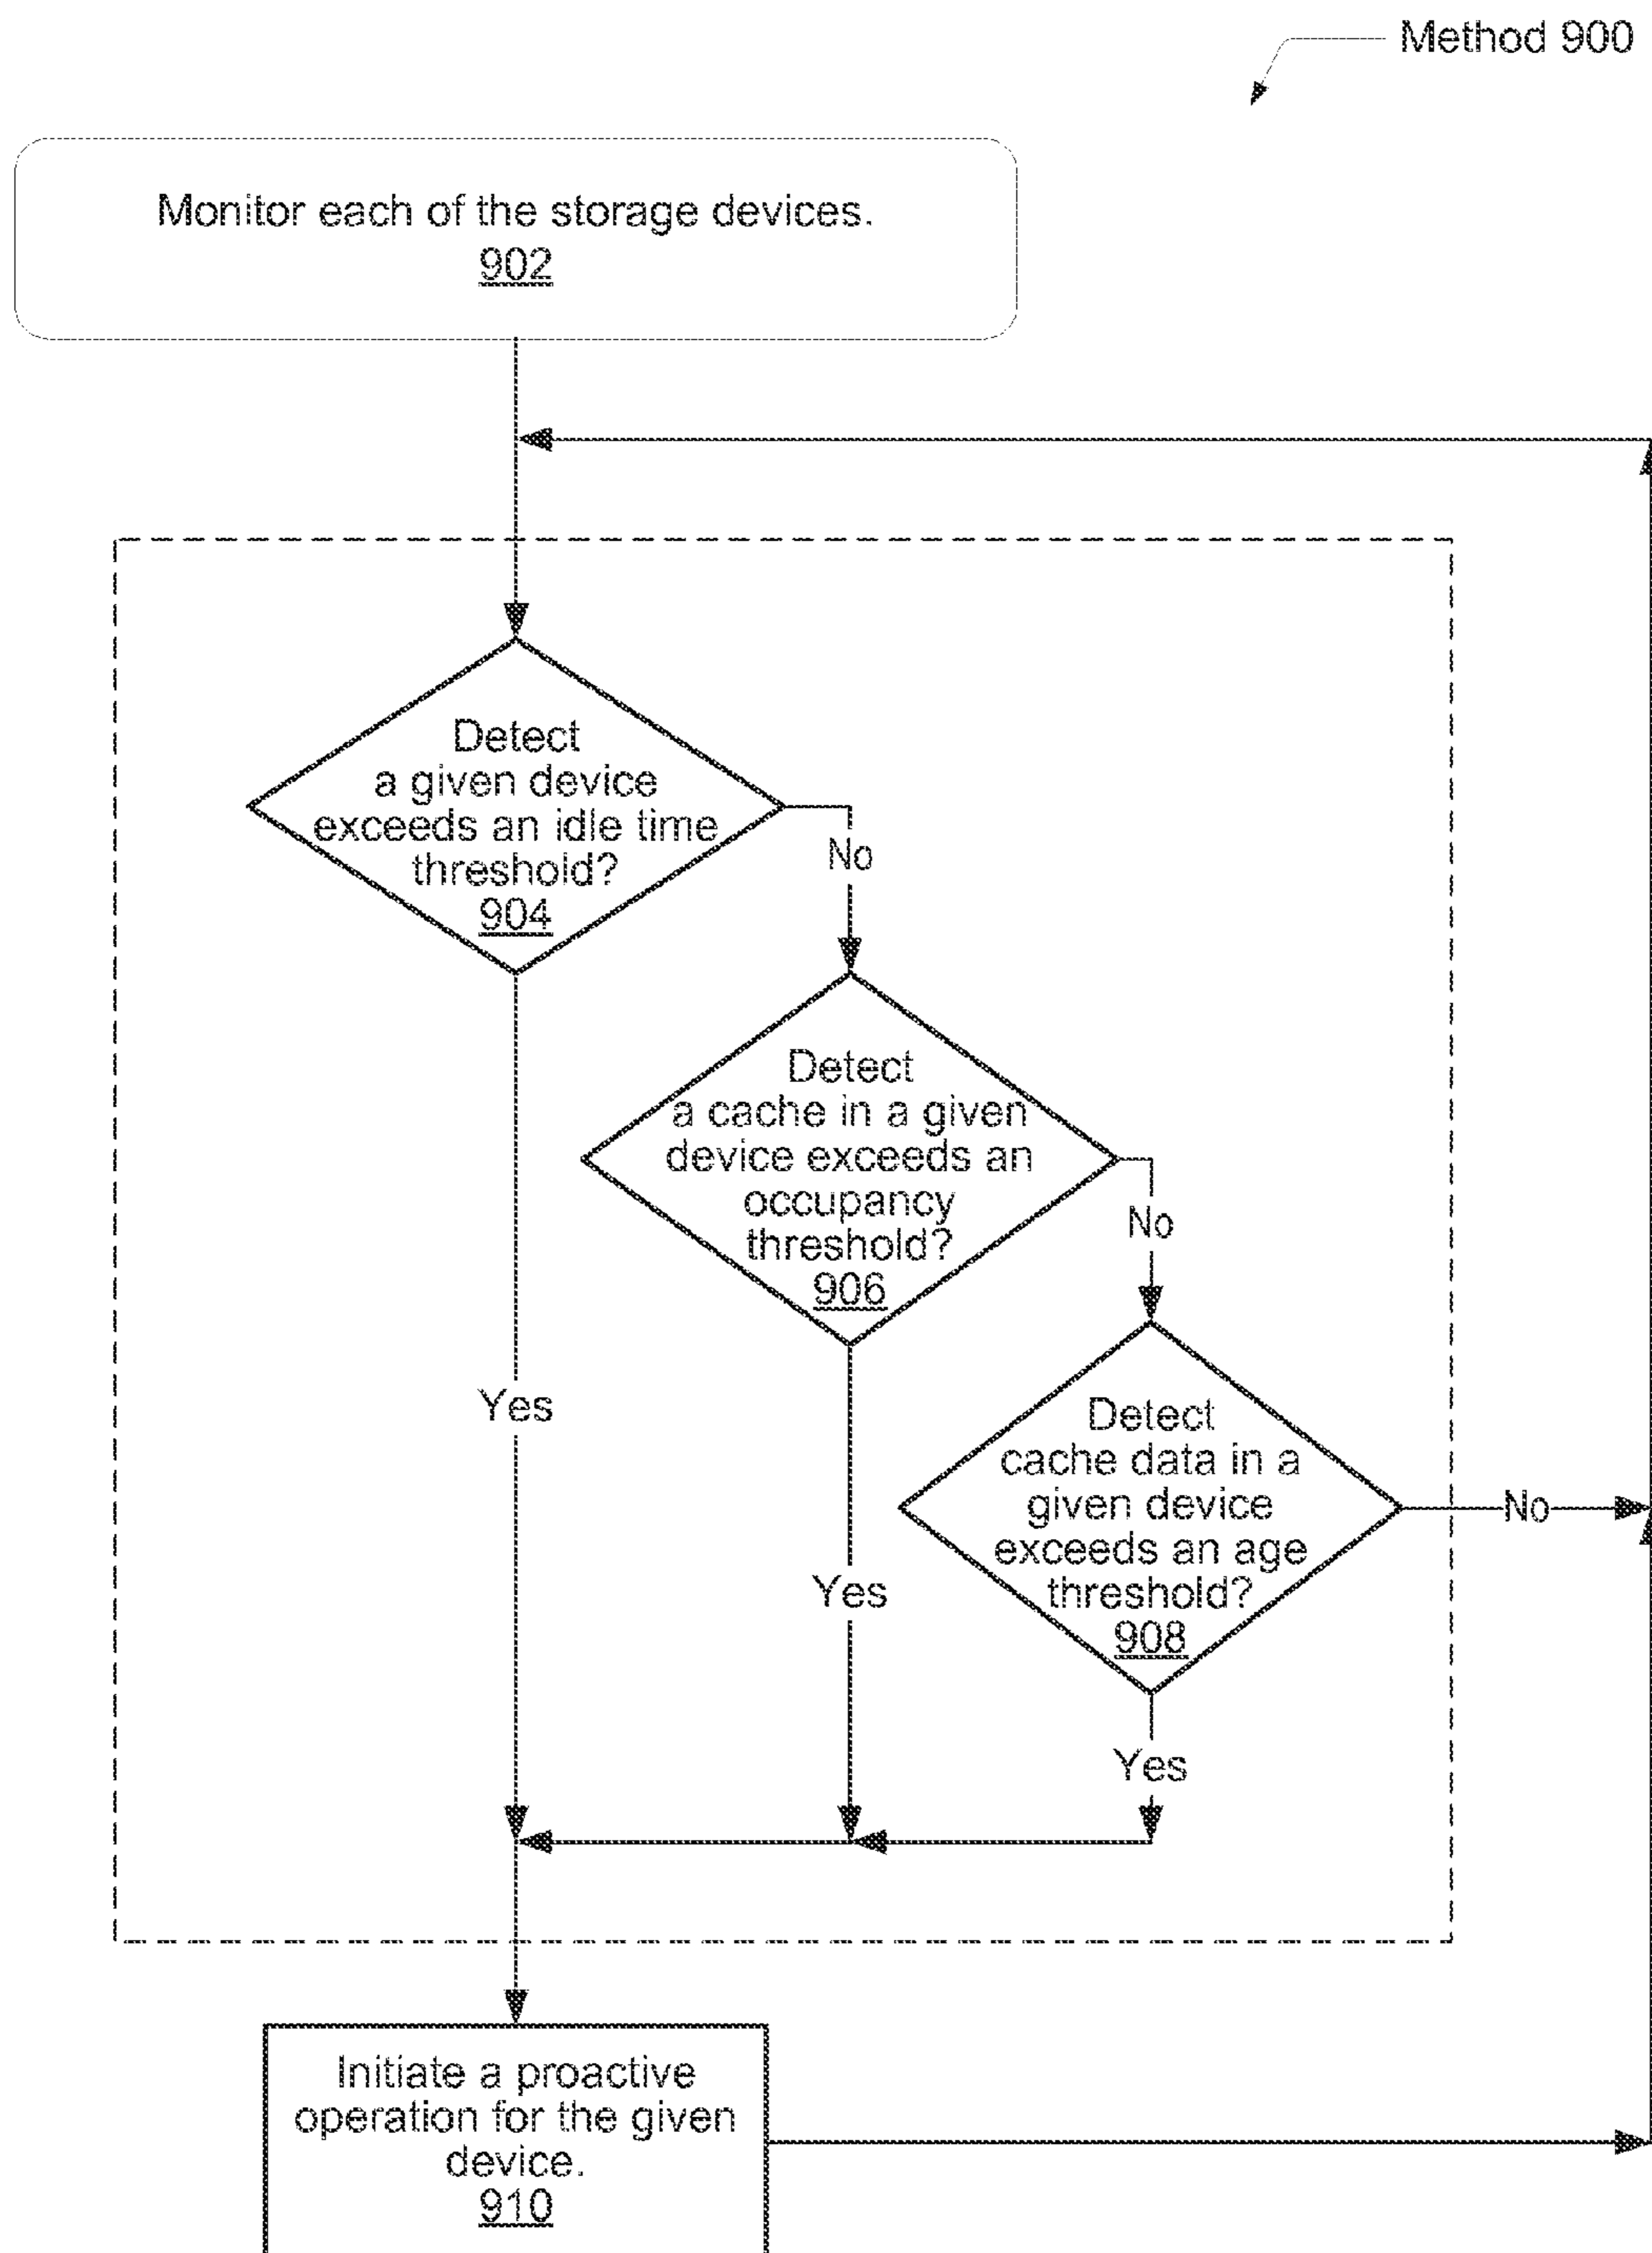 Method 900
Monitor each of the storage devices.
902
Detect
a given device
exceeds an idle time
threshold?
904
No
Detect
a cache in a given
device exceeds an
occupancy
threshold?
906
No
Detect
cache data in a
given device
exceeds an age
threshold?
908
No
Yes
Yes
Yes
Initiate a proactive
operation for the given
device.
910